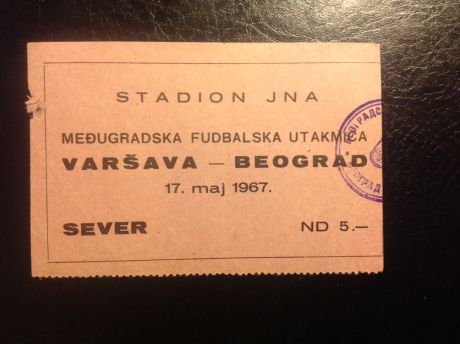 STADION JNA
MEĐUGRADSKA FUDBALSKA UTAKMICA
VARŠAVA — BEOGRAD
17. maj 1967.
SEVER ND 5.—